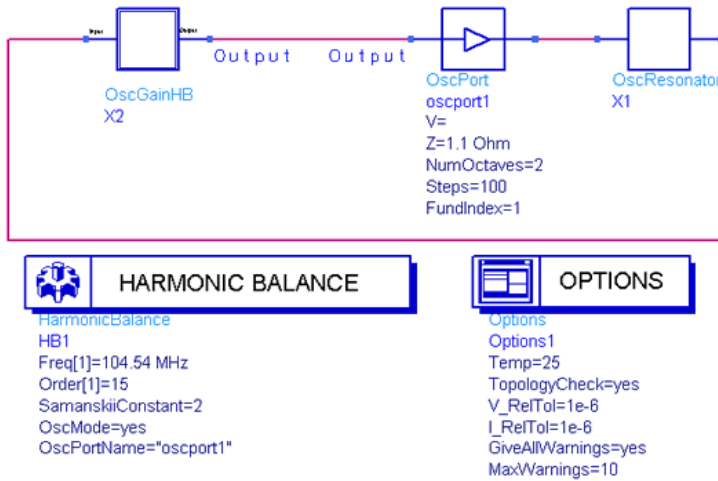 Input
Output
Output
Output
OscGainHB
X2
OscPort
oscport1
V=
Z=1.1 Ohm
NumOctaves=2
Steps=100
FundIndex=1
OscResonator
X1
HARMONIC BALANCE
HarmonicBalance
HB1
Freq[1]=104.54 MHz
Order[1]=15
SamanskiiConstant=2
OscMode=yes
OscPortName="oscport1"
OPTIONS
Options
Options1
Temp=25
TopologyCheck=yes
V_RelTol=1e-6
I_RelTol=1e-6
GiveAllWarnings=yes
MaxWarnings=10